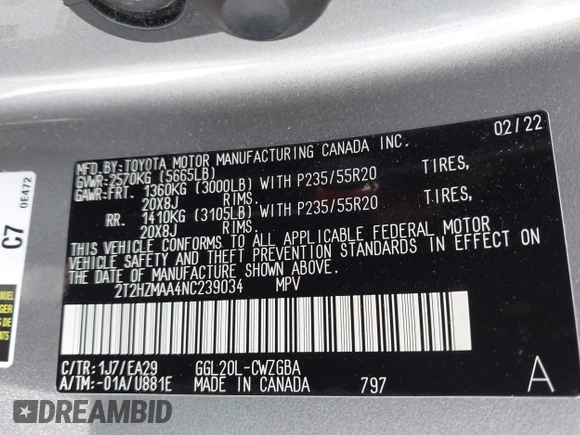 MFD.BY:TOYOTA MOTOR MANUFACTURING CANADA INC. 02/22
GVWR:2570KG (5665LB)
GAWR:FRT. 1360KG (3000LB) WITH P235/55R20 TIRES,
20X8J RIMS.
RR. 1410KG (3105LB) WITH P235/55R20 TIRES,
20X8J RIMS.
THIS VEHICLE CONFORMS TO ALL APPLICABLE FEDERAL MOTOR
VEHICLE SAFETY AND THEFT PREVENTION STANDARDS IN EFFECT ON
THE DATE OF MANUFACTURE SHOWN ABOVE.
2T2HZMAA4NC239034 MPV
C/TR:1J7/EA29 GGL20L-CWZGBA
A/TM:-01A/U881E MADE IN CANADA 797 A
C7
0E472
DREAMBID